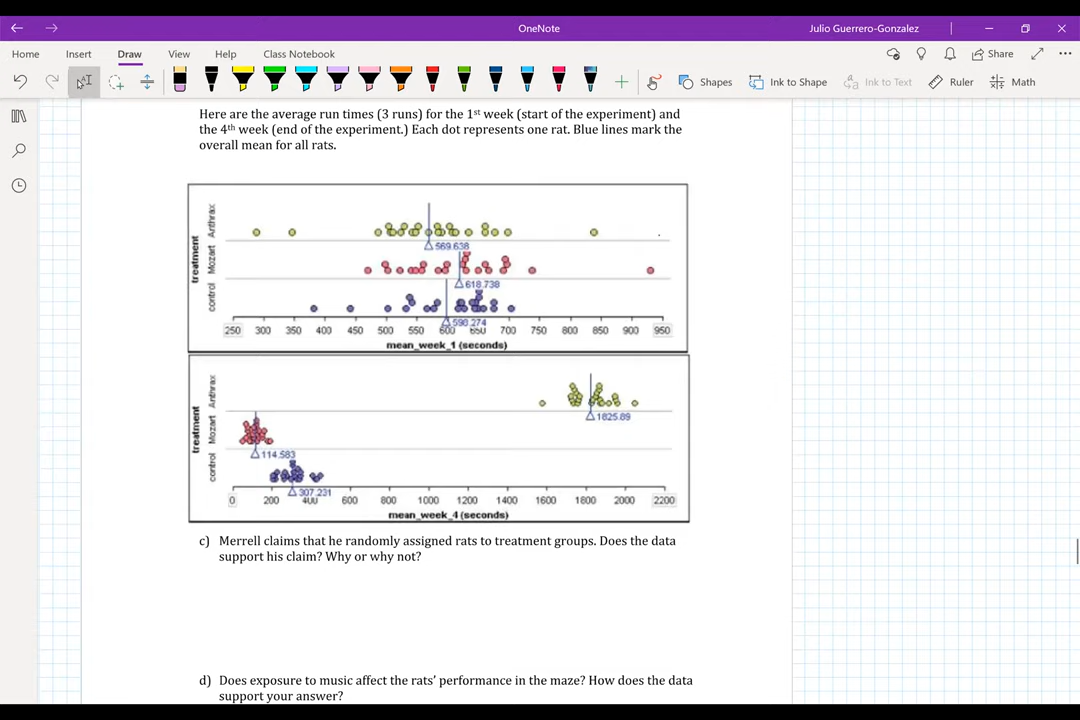 OneNote
Julio Guerrero-Gonzalez
Home Insert Draw View Help Class Notebook
Share
Shapes Ink to Shape Ink to Text Ruler Math
Here are the average run times (3 runs) for the 1st week (start of the experiment) and
the 4th week (end of the experiment.) Each dot represents one rat. Blue lines mark the
overall mean for all rats.
treatment
Anthrax
569.638
Mozart
618.738
control
598.274
250 300 350 400 450 500 550 600 650 700 750 800 850 900 950
mean_week_1 (seconds)
treatment
Anthrax
1825.89
Mozart
114.583
control
307.231
0 200 400 600 800 1000 1200 1400 1600 1800 2000 2200
mean_week_4 (seconds)
c) Merrell claims that he randomly assigned rats to treatment groups. Does the data
support his claim? Why or why not?
d) Does exposure to music affect the rats' performance in the maze? How does the data
support your answer?